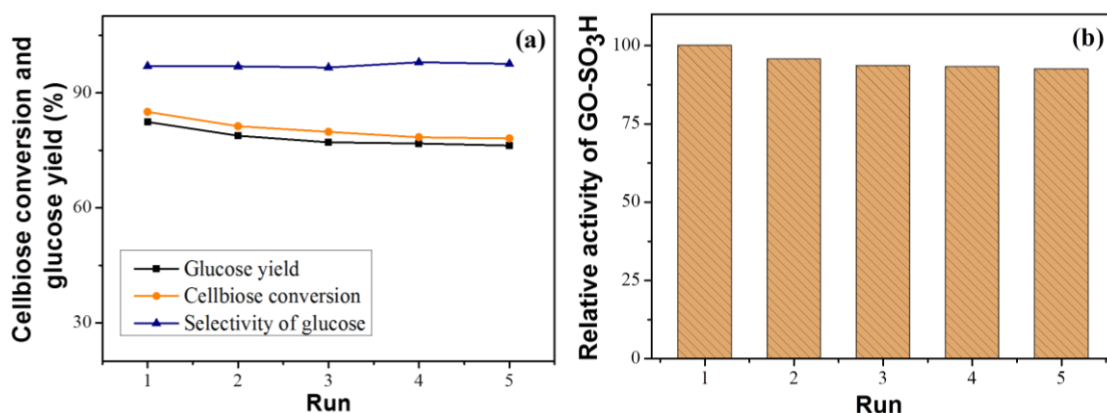 (a)
Cellbiose conversion and
glucose yield (%)
90
60
30
Glucose yield
Cellbiose conversion
Selectivity of glucose
1 2 3 4 5
Run
(b)
Relative activity of GO-SO₃H
100
75
50
25
0
1 2 3 4 5
Run